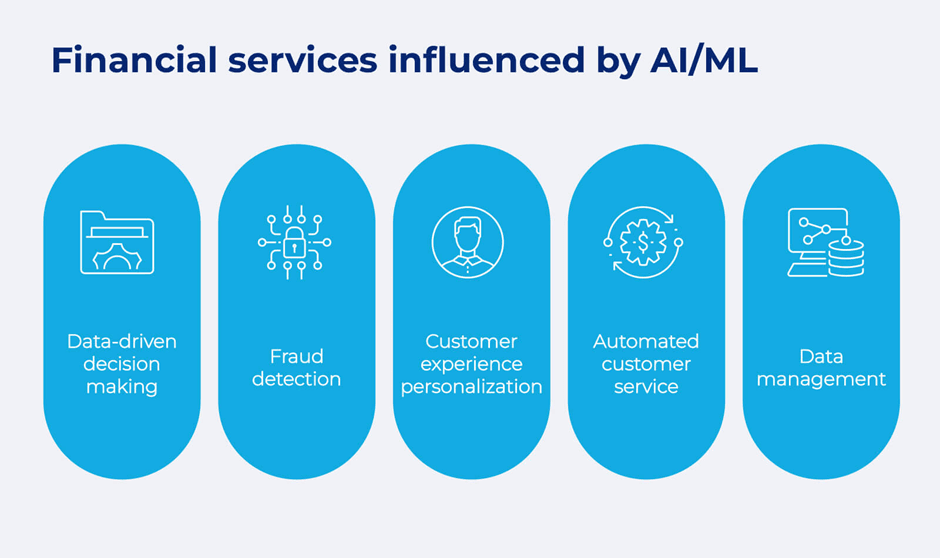 Financial services influenced by AI/ML
Data-driven
decision
making
Fraud
detection
Customer
experience
personalization
$
Automated
customer
service
Data
management